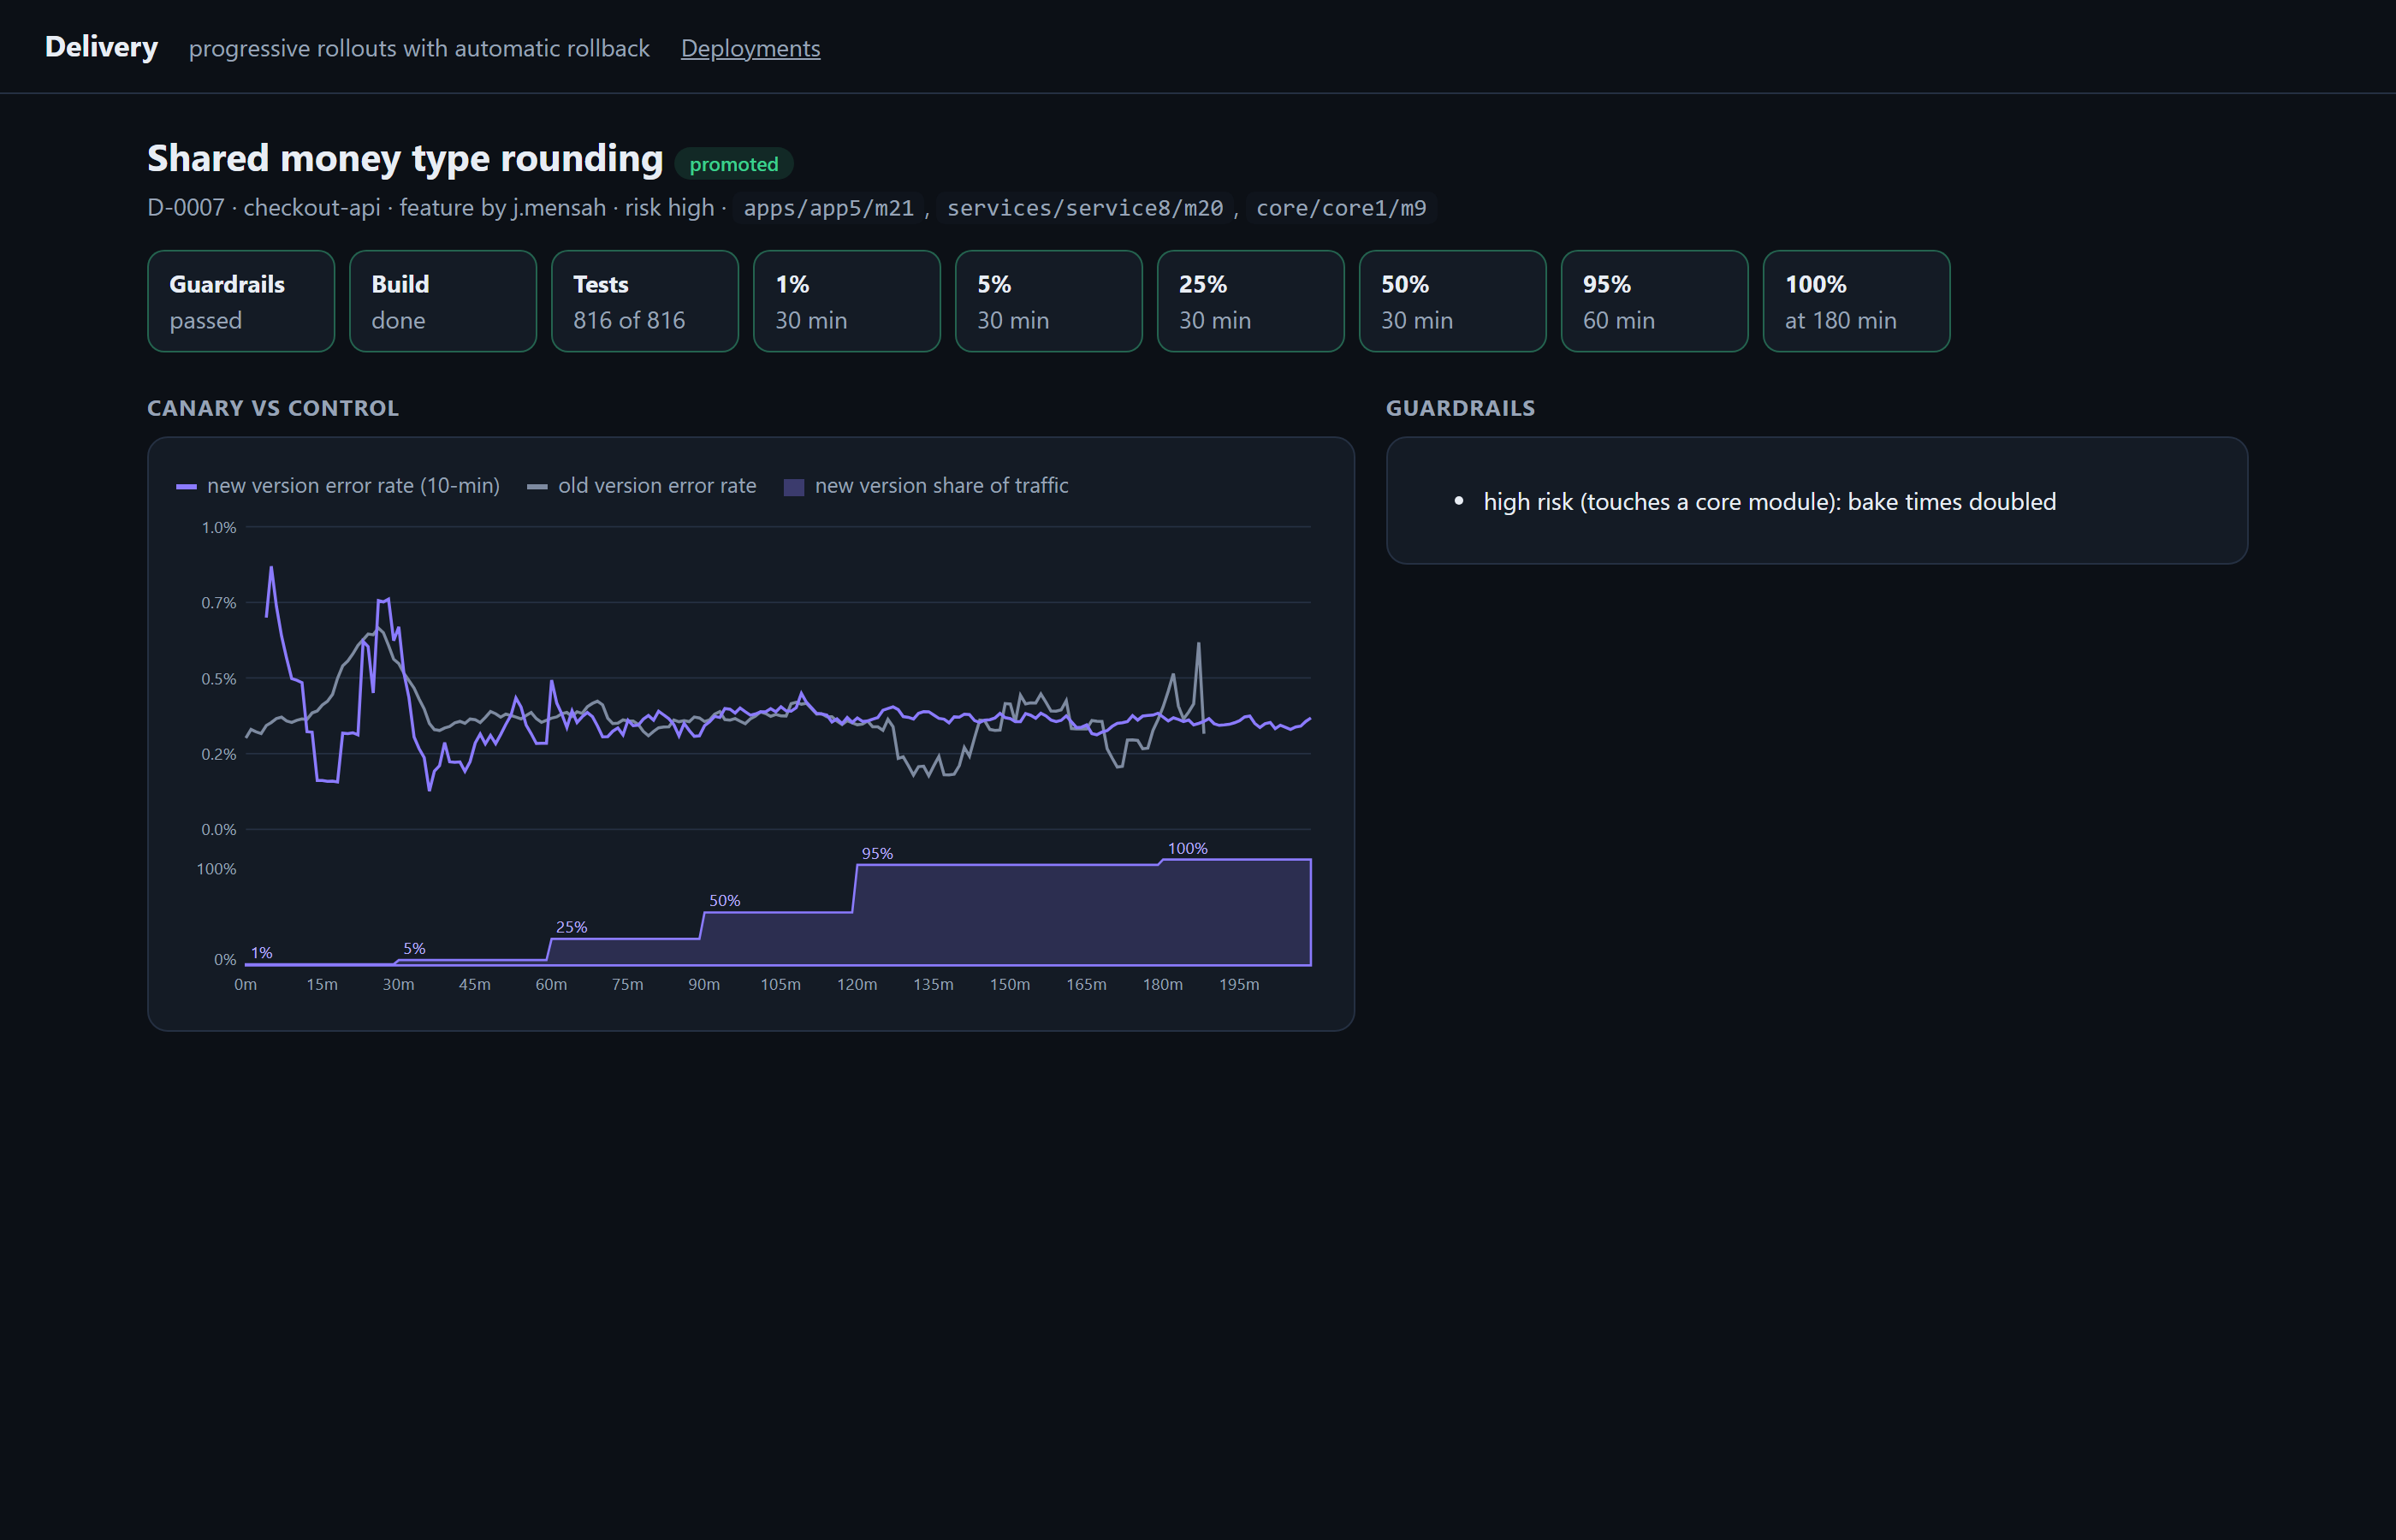 Delivery progressive rollouts with automatic rollback Deployments
Shared money type rounding promoted
D-0007 · checkout-api · feature by j.mensah · risk high · apps/app5/m21 , services/service8/m20 , core/core1/m9
Guardrails
passed
Build
done
Tests
816 of 816
1%
30 min
5%
30 min
25%
30 min
50%
30 min
95%
60 min
100%
at 180 min
CANARY VS CONTROL
new version error rate (10-min) old version error rate new version share of traffic
1.0%
0.7%
0.5%
0.2%
0.0%
100%
0%
1%
5%
25%
50%
95%
100%
0m 15m 30m 45m 60m 75m 90m 105m 120m 135m 150m 165m 180m 195m
GUARDRAILS
• high risk (touches a core module): bake times doubled